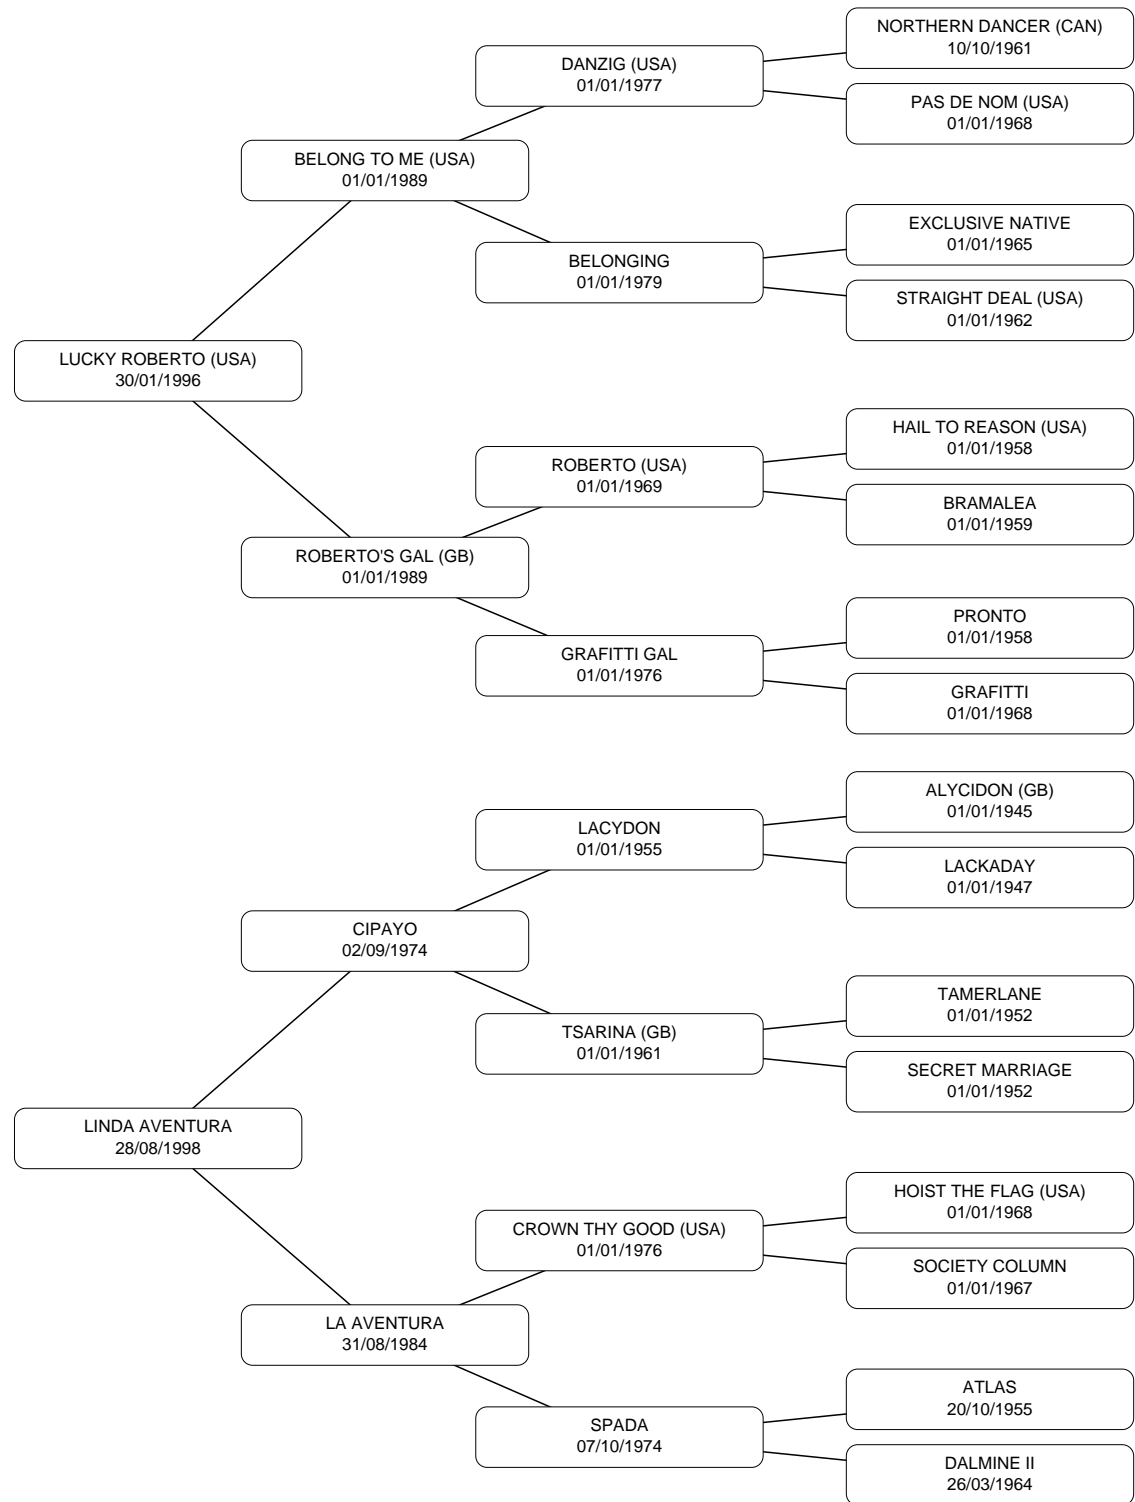 NORTHERN DANCER (CAN)
10/10/1961
DANZIG (USA)
01/01/1977
PAS DE NOM (USA)
01/01/1968
BELONG TO ME (USA)
01/01/1989
EXCLUSIVE NATIVE
01/01/1965
BELONGING
01/01/1979
STRAIGHT DEAL (USA)
01/01/1962
LUCKY ROBERTO (USA)
30/01/1996
HAIL TO REASON (USA)
01/01/1958
ROBERTO (USA)
01/01/1969
BRAMALEA
01/01/1959
ROBERTO'S GAL (GB)
01/01/1989
PRONTO
01/01/1958
GRAFITTI GAL
01/01/1976
GRAFITTI
01/01/1968
ALYCIDON (GB)
01/01/1945
LACYDON
01/01/1955
LACKADAY
01/01/1947
CIPAYO
02/09/1974
TAMERLANE
01/01/1952
TSARINA (GB)
01/01/1961
SECRET MARRIAGE
01/01/1952
LINDA AVENTURA
28/08/1998
HOIST THE FLAG (USA)
01/01/1968
CROWN THY GOOD (USA)
01/01/1976
SOCIETY COLUMN
01/01/1967
LA AVENTURA
31/08/1984
ATLAS
20/10/1955
SPADA
07/10/1974
DALMINE II
26/03/1964